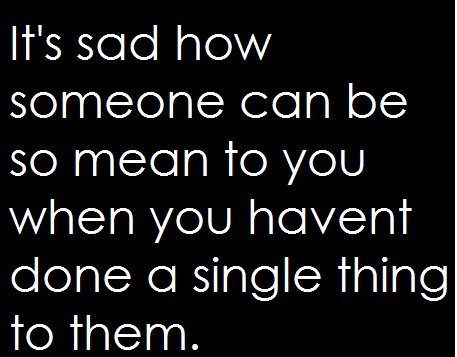 It's sad how
someone can be
so mean to you
when you havent
done a single thing
to them.